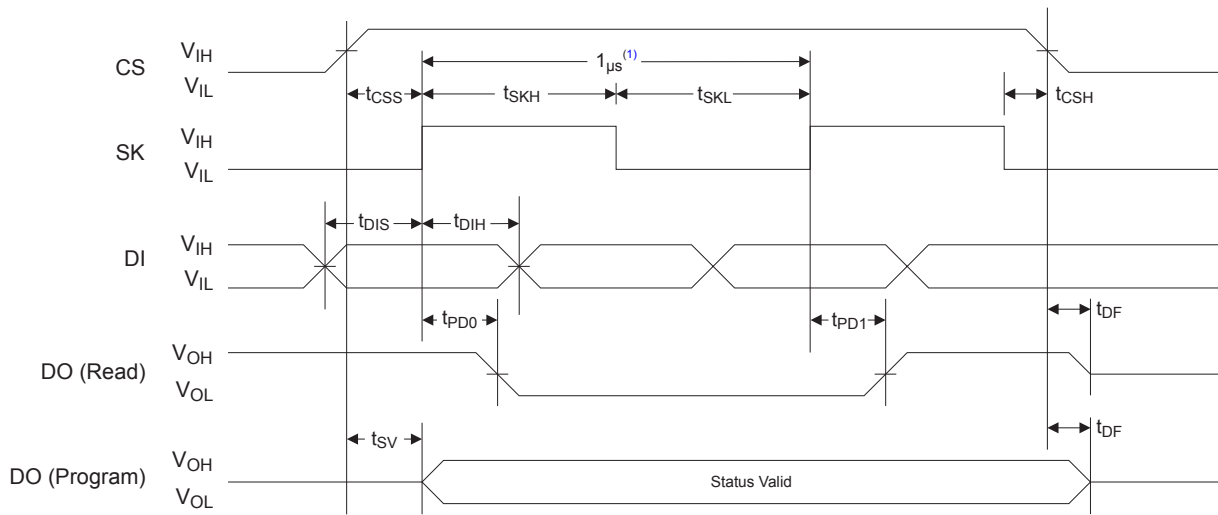 CS
VIH
VIL
1µs(1)
tCSS
tSKH
tSKL
tCSH
SK
VIH
VIL
tDIS
tDIH
DI
VIH
VIL
tPD0
tPD1
tDF
DO (Read)
VOH
VOL
tSV
tDF
DO (Program)
VOH
VOL
Status Valid